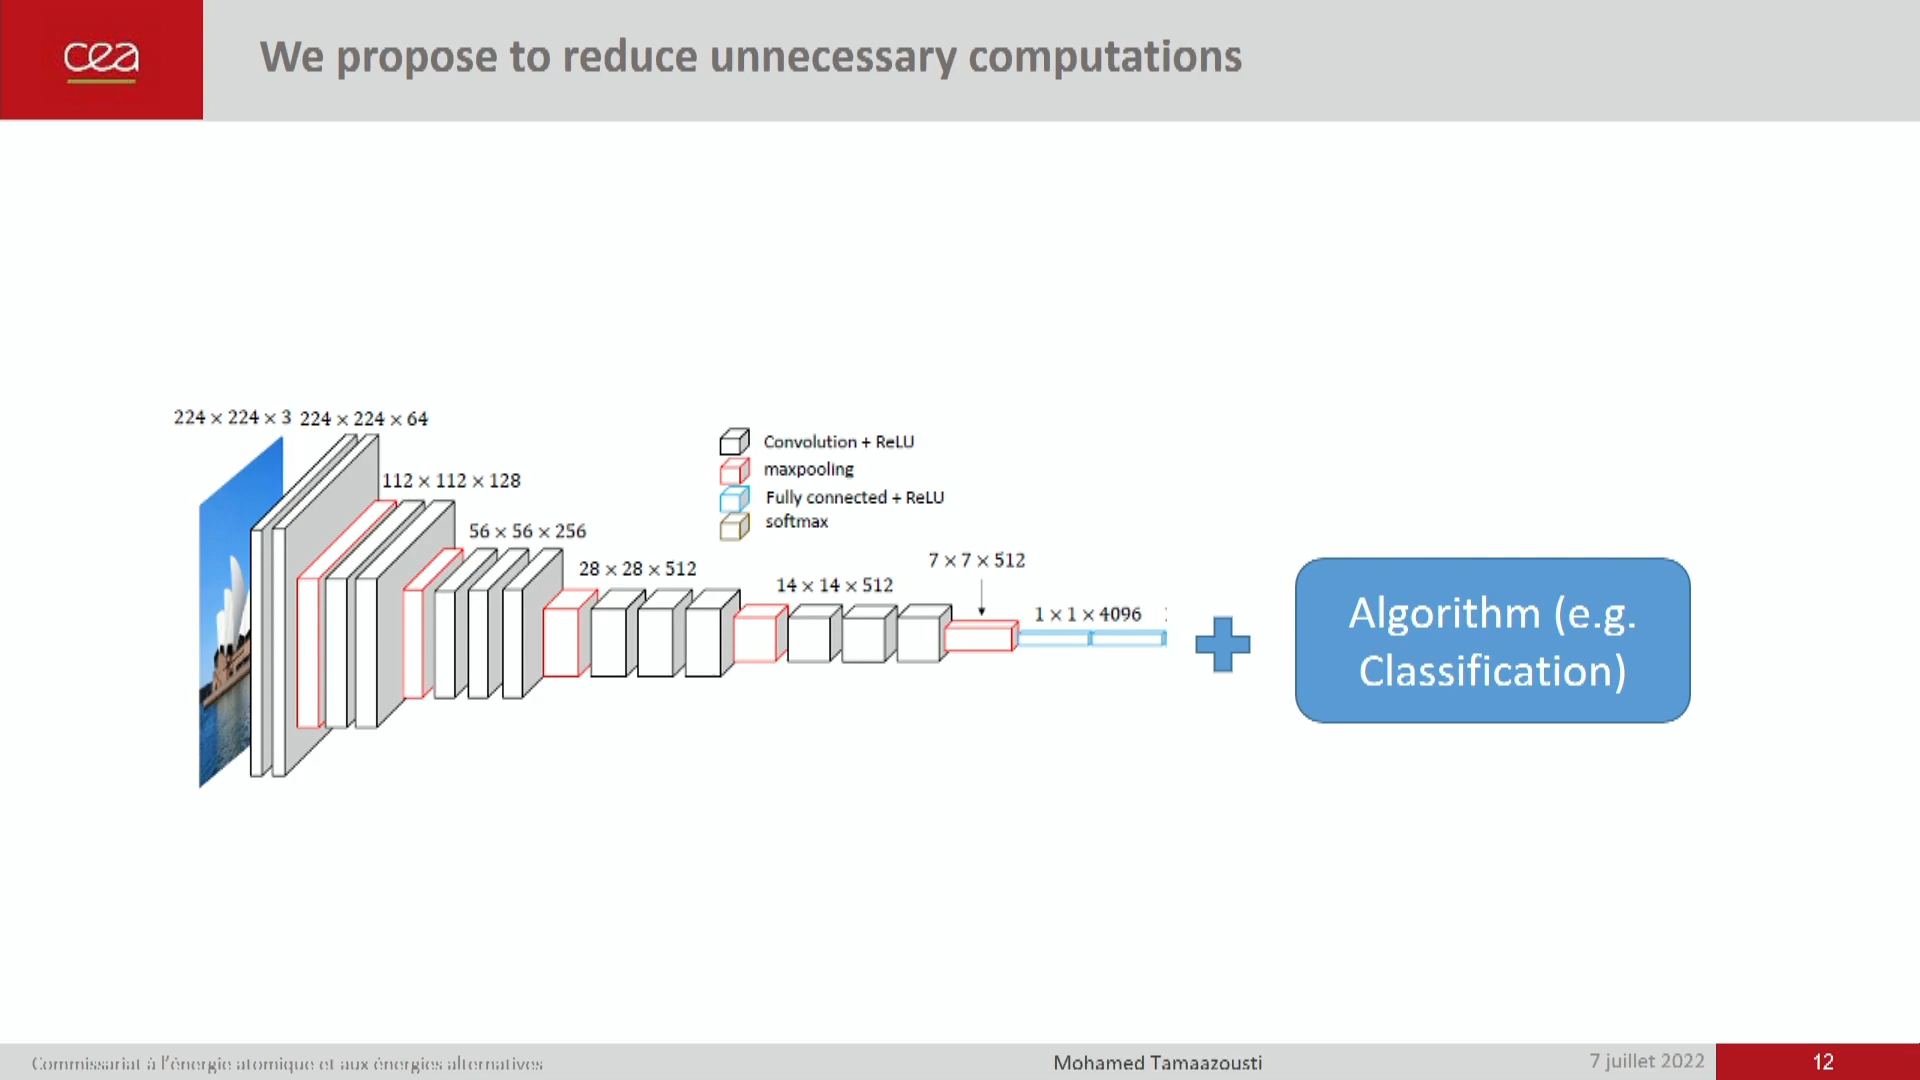 cea
We propose to reduce unnecessary computations
224 × 224 × 3 224 × 224 × 64
112 × 112 × 128
56 × 56 × 256
28 × 28 × 512
14 × 14 × 512
7 × 7 × 512
1 × 1 × 4096
Convolution + ReLU
maxpooling
Fully connected + ReLU
softmax
Algorithm (e.g.
Classification)
Commissariat à l'énergie atomique et aux énergies alternatives
Mohamed Tamaazousti
7 juillet 2022
12